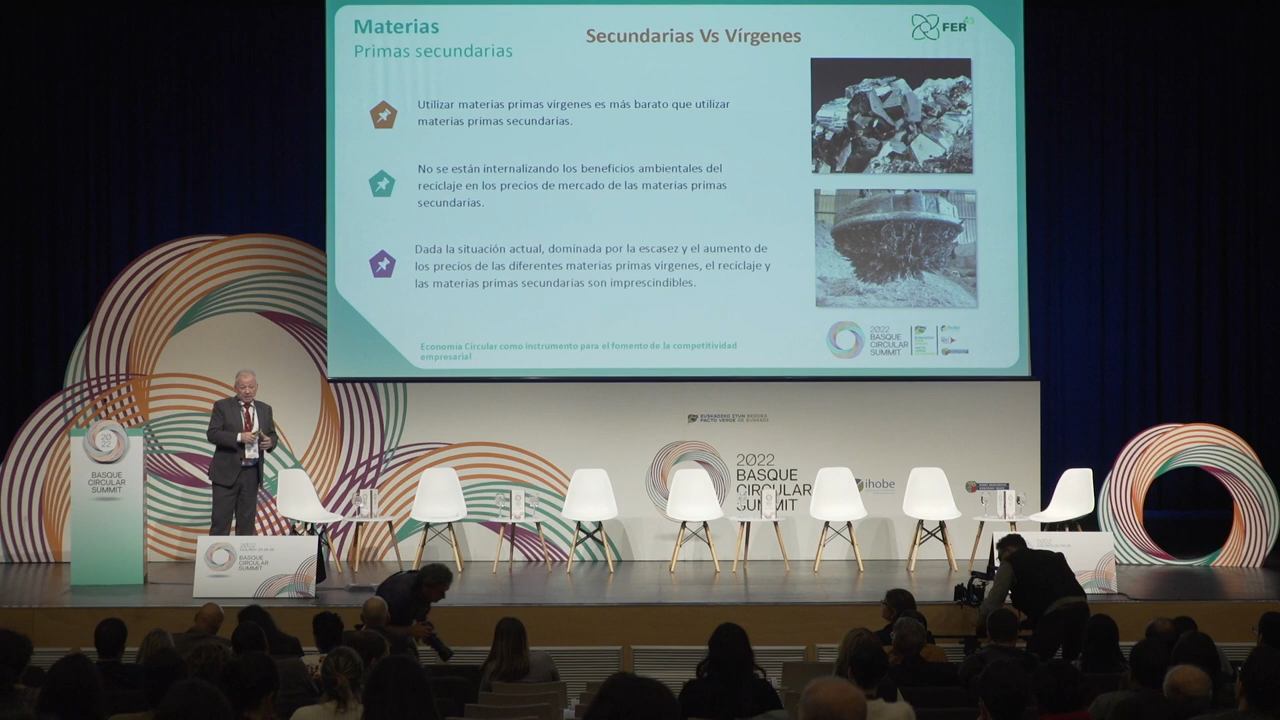 Materias
Primas secundarias
Secundarias Vs Vírgenes
FER
Utilizar materias primas vírgenes es más barato que utilizar
materias primas secundarias.
No se están internalizando los beneficios ambientales del
reciclaje en los precios de mercado de las materias primas
secundarias.
Dada la situación actual, dominada por la escasez y el aumento de
los precios de las diferentes materias primas vírgenes, el reciclaje y
las materias primas secundarias son imprescindibles.
Economía Circular como instrumento para el fomento de la competitividad
empresarial
2022
BASQUE
CIRCULAR
SUMMIT
EUSKADIKO ITUN BERDEA
PACTO VERDE DE EUSKADI
2022
BASQUE
CIRCULAR
SUMMIT
ihobe
20
22
BASQUE
CIRCULAR
SUMMIT
BASQUE
CIRCULAR
SUMMIT